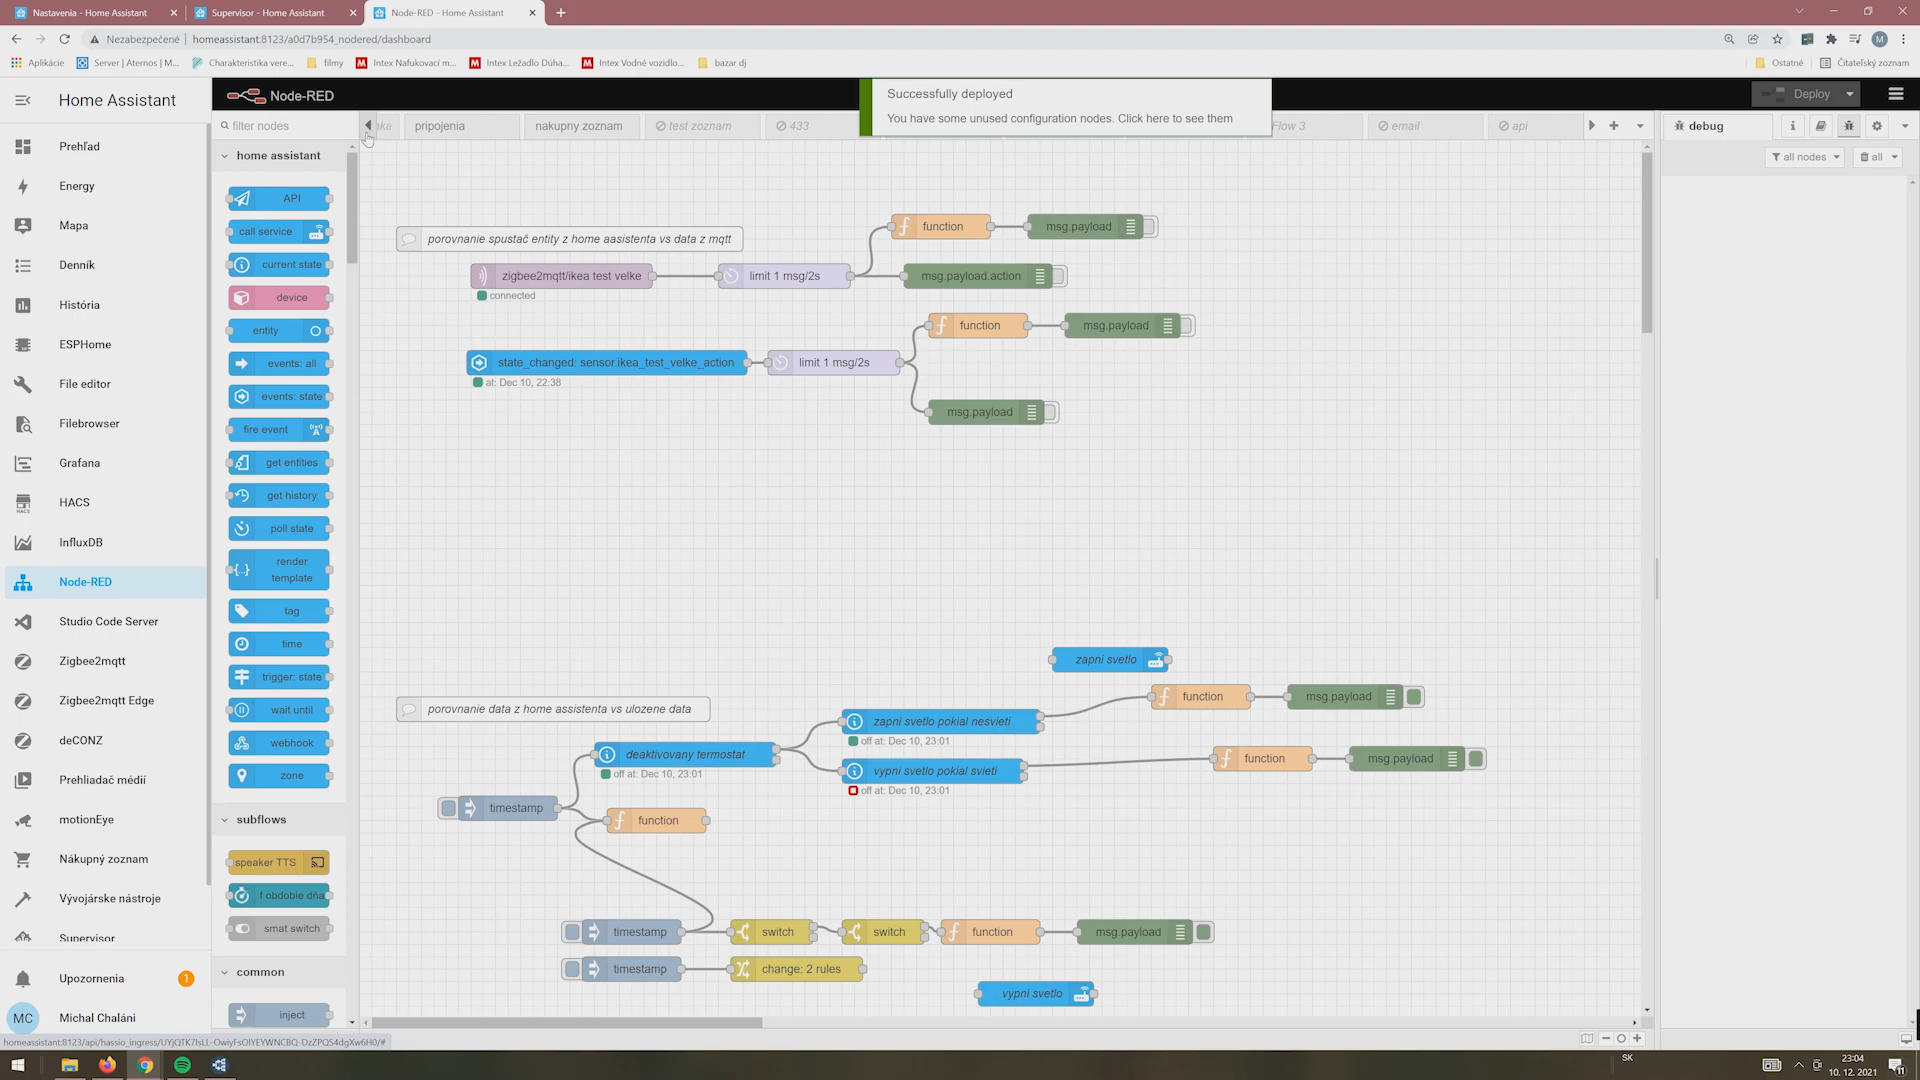 Nastavenia - Home Assistant
Supervisor - Home Assistant
Node-RED - Home Assistant
Nezabezpečené
homeassistant:8123/a0d7b954_nodered/dashboard
Aplikácie
Server | Aternos | M...
Charakteristika vere...
filmy
Intex Nafukovací m...
Intex Ležadlo Dúha...
Intex Vodné vozidlo...
bazar dj
Ostatné
Čitateľský zoznam
Home Assistant
Node-RED
Successfully deployed
You have some unused configuration nodes. Click here to see them
Deploy
filter nodes
pripojenia
nakupny zoznam
test zoznam
433
Flow 3
email
api
debug
all nodes
all
Prehľad
Energy
Mapa
Denník
História
ESPHome
File editor
Filebrowser
Grafana
HACS
InfluxDB
Node-RED
Studio Code Server
Zigbee2mqtt
Zigbee2mqtt Edge
deCONZ
Prehliadač médií
motionEye
Nákupný zoznam
Vývojárske nástroje
Supervisor
Upozornenia
1
MC
Michal Chaláni
home assistant
API
call service
current state
device
entity
events: all
events: state
fire event
get entities
get history
poll state
render template
tag
time
trigger: state
wait until
webhook
zone
subflows
speaker TTS
f obdobie dňa
smat switch
common
inject
porovnanie spustač entity z home aasistenta vs data z mqtt
function
msg.payload
zigbee2mqtt/ikea test velke
limit 1 msg/2s
msg.payload.action
connected
function
msg.payload
state_changed: sensor.ikea_test_velke_action
limit 1 msg/2s
at: Dec 10, 22:38
msg.payload
zapni svetlo
porovnanie data z home assistenta vs ulozene data
function
msg.payload
zapni svetlo pokial nesvieti
off at: Dec 10, 23:01
deaktivovany termostat
off at: Dec 10, 23:01
vypni svetlo pokial svieti
off at: Dec 10, 23:01
function
msg.payload
timestamp
function
timestamp
switch
switch
function
msg.payload
timestamp
change: 2 rules
vypni svetlo
SK
23:04
10. 12. 2021
11